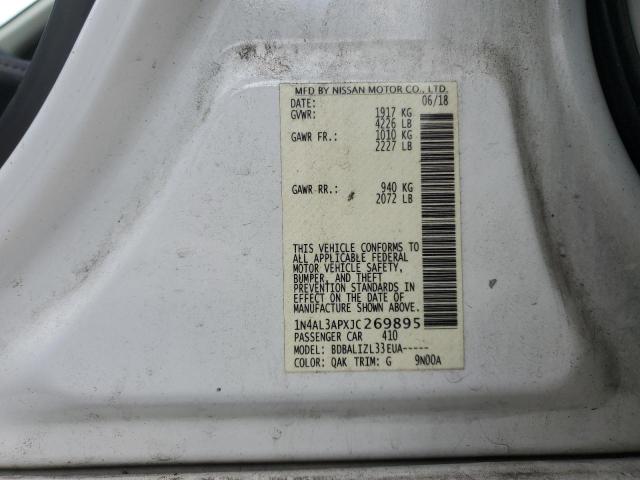 MFD BY NISSAN MOTOR CO., LTD.
DATE: 06/18
GVWR: 1917 KG
4226 LB
GAWR FR.: 1010 KG
2227 LB
GAWR RR.: 940 KG
2072 LB
THIS VEHICLE CONFORMS TO
ALL APPLICABLE FEDERAL
MOTOR VEHICLE SAFETY,
BUMPER, AND THEFT
PREVENTION STANDARDS IN
EFFECT ON THE DATE OF
MANUFACTURE SHOWN ABOVE.
1N4AL3APXJC269895
PASSENGER CAR 410
MODEL: BDBALIZL33EUA-----
COLOR: QAK TRIM: G 9N00A